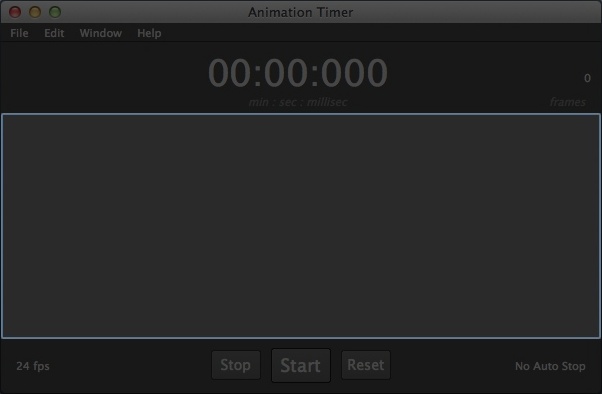 Animation Timer
File Edit Window Help
00:00:000
0
min : sec : millisec frames
24 fps Stop Start Reset No Auto Stop